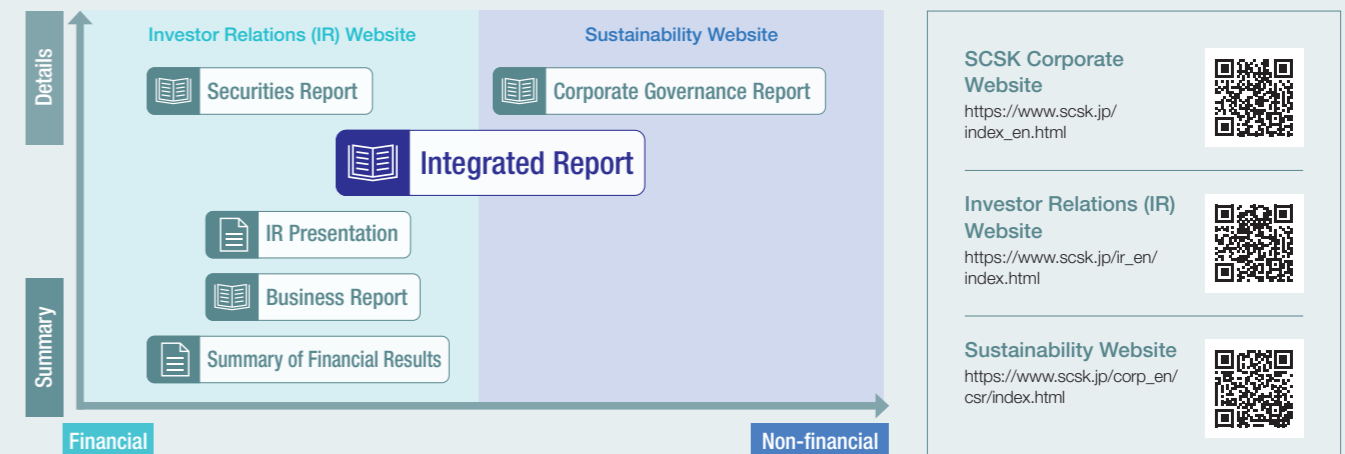 Details
Summary
Investor Relations (IR) Website
Sustainability Website
Securities Report
Corporate Governance Report
Integrated Report
IR Presentation
Business Report
Summary of Financial Results
Financial
Non-financial
SCSK Corporate
Website
https://www.scsk.jp/
index_en.html
Investor Relations (IR)
Website
https://www.scsk.jp/ir_en/
index.html
Sustainability Website
https://www.scsk.jp/corp_en/
csr/index.html